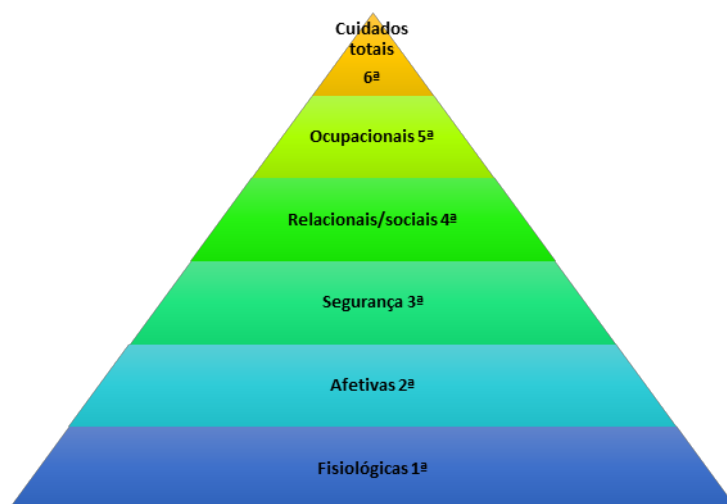 Cuidados
totais
6ª
Ocupacionais 5ª
Relacionais/sociais 4ª
Segurança 3ª
Afetivas 2ª
Fisiológicas 1ª